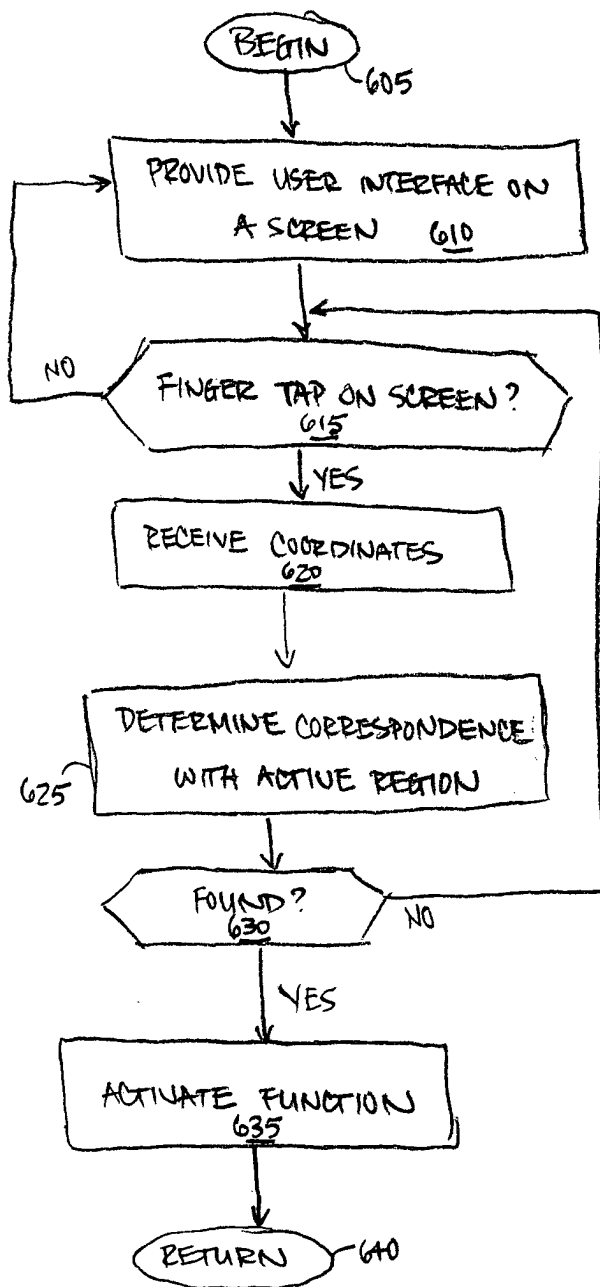 BEGIN
605
PROVIDE USER INTERFACE ON
A SCREEN 610
NO
FINGER TAP ON SCREEN?
615
YES
RECEIVE COORDINATES
620
DETERMINE CORRESPONDENCE
WITH ACTIVE REGION
625
FOUND?
630
NO
YES
ACTIVATE FUNCTION
635
RETURN
640